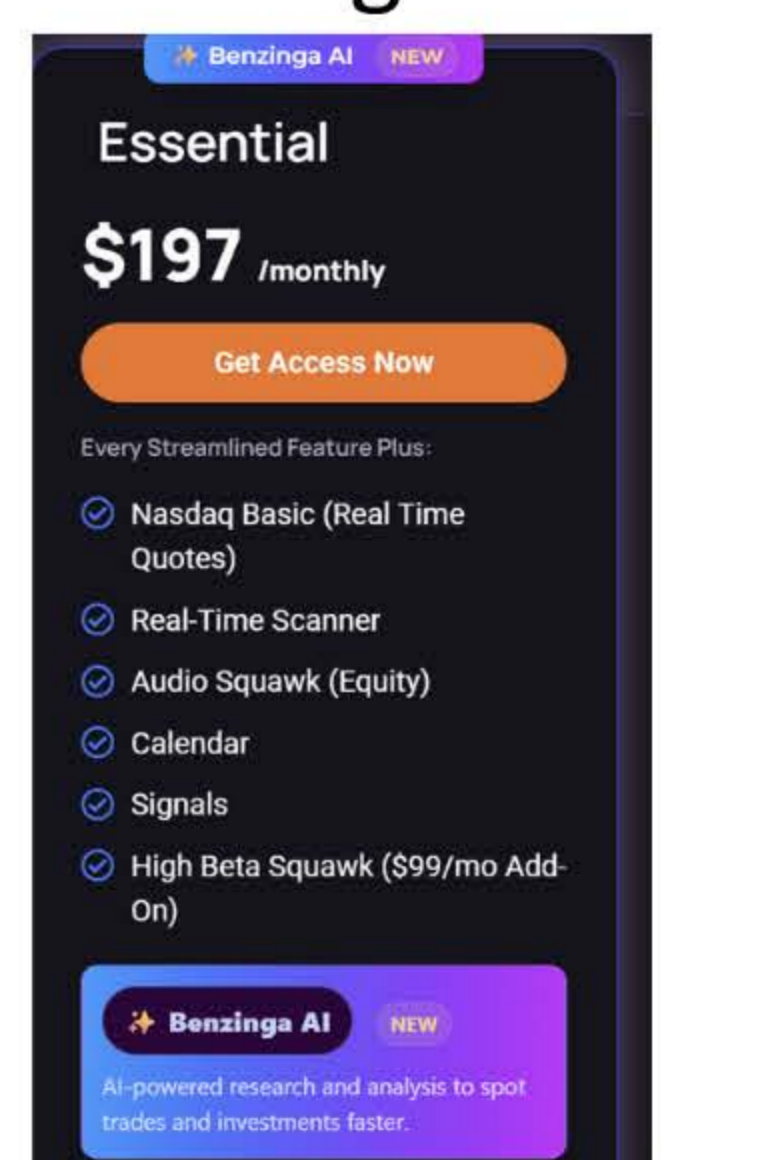 Benzinga AI NEW
Essential
$197 /monthly
Get Access Now
Every Streamlined Feature Plus:
Nasdaq Basic (Real Time
Quotes)
Real-Time Scanner
Audio Squawk (Equity)
Calendar
Signals
High Beta Squawk ($99/mo Add-
On)
Benzinga AI NEW
AI-powered research and analysis to spot
trades and investments faster.